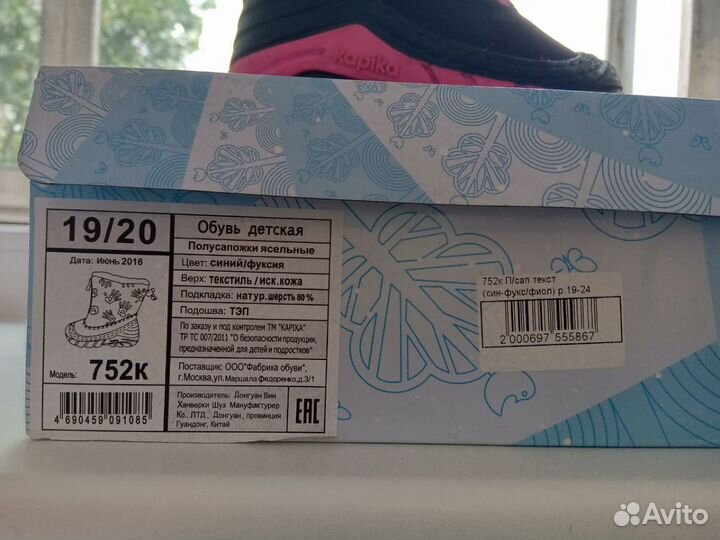 kapika
19/20
Дата: Июнь 2016
Модель: 752к
4 690459 091085
Обувь детская
Полусапожки ясельные
Цвет: синий/фуксия
Верх: текстиль/иск.кожа
Подкладка: натур.шерсть 80 %
Подошва: ТЭП
По заказу и под контролем ТМ "KAPIKA"
ТР ТС 007/2011 "О безопасности продукции,
предназначенной для детей и подростков"
Поставщик: ООО"Фабрика обуви",
г.Москва,ул.Маршала Федоренко,д.3/1
Производитель: Донгуан Вин
Ханверки Шуз Мануфактурер
Ко., ЛТД , Донгуан, провинция
Гуандонг, Китай
EAC
752к П/сап текст
(син-фукс/фиол) р.19-24
2 000697 555867
Avito